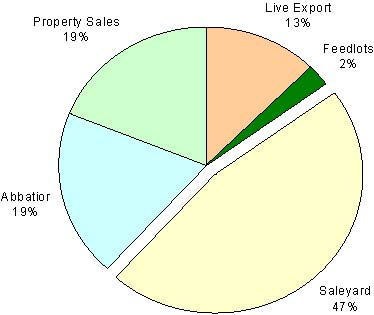 Live Export
13%
Property Sales
19%
Feedlots
2%
Abbatior
19%
Saleyard
47%